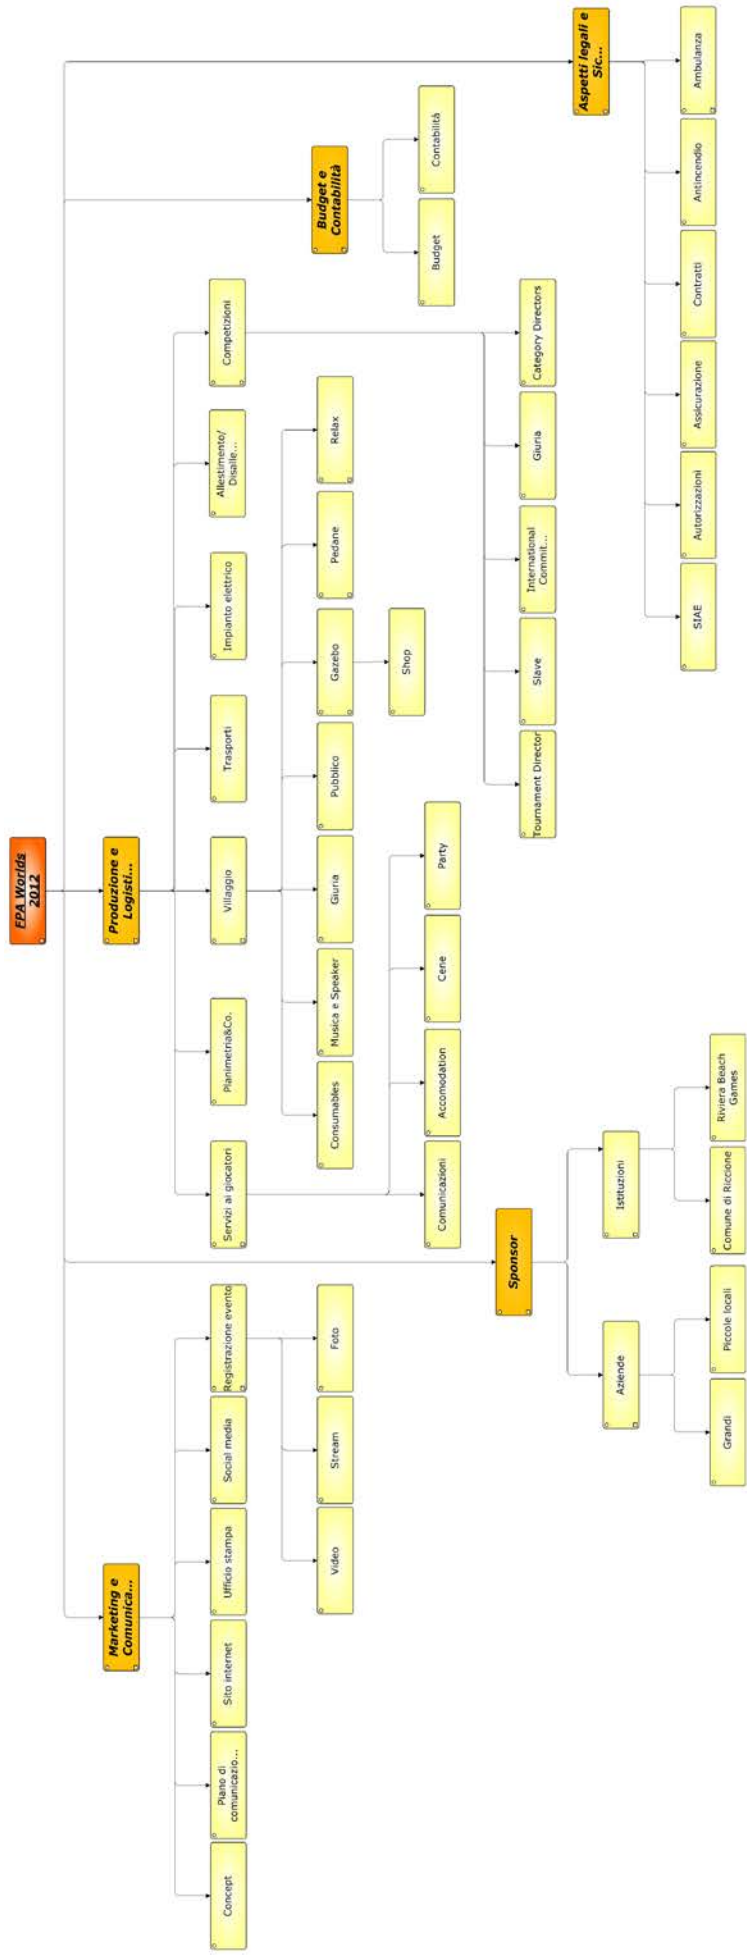 FPA Worlds
2012
Marketing e
Comunica...
Concept
Piano di
comunicazio...
Sito internet
Ufficio stampa
Social media
Registrazione evento
Video
Stream
Foto
Sponsor
Aziende
Grandi
Piccole locali
Istituzioni
Comune di Riccione
Riviera Beach
Games
Produzione e
Logisti...
Servizi ai giocatori
Comunicazioni
Accomodation
Cene
Party
Planimetria&Co.
Villaggio
Consumables
Musica e Speaker
Giuria
Pubblico
Gazebo
Shop
Pedane
Relax
Trasporti
Impianto elettrico
Allestimento/
Disalle...
Competizioni
Tournament Director
Slave
International
Commit...
Giuria
Category Directors
Budget e
Contabilità
Budget
Contabilità
Aspetti legali e
Sic...
SIAE
Autorizzazioni
Assicurazione
Contratti
Antincendio
Ambulanza